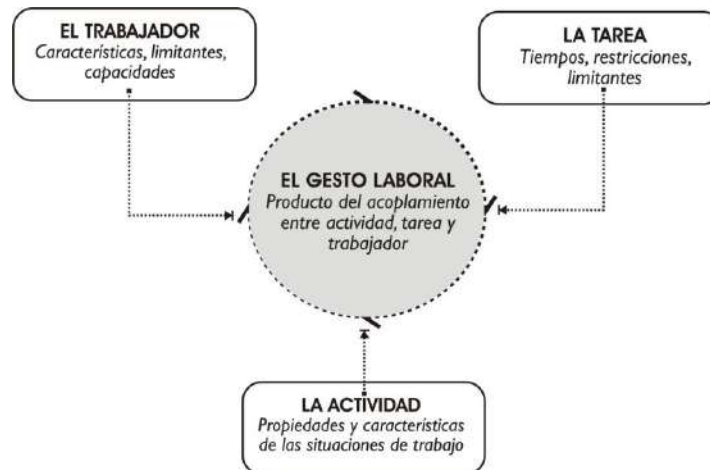 EL TRABAJADOR
Características, limitantes,
capacidades
LA TAREA
Tiempos, restricciones,
limitantes
EL GESTO LABORAL
Producto del acoplamiento
entre actividad, tarea y
trabajador
LA ACTIVIDAD
Propiedades y características
de las situaciones de trabajo